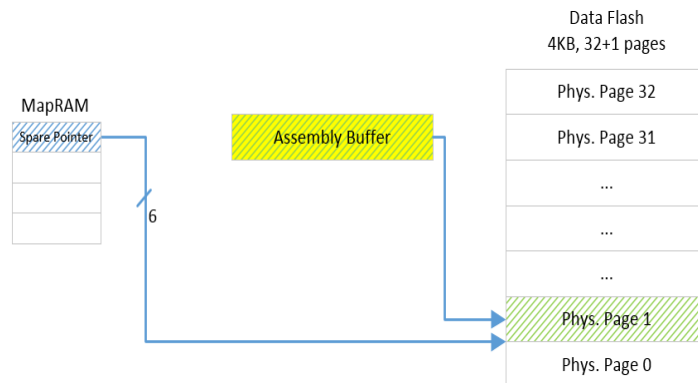 Data Flash
4KB, 32+1 pages
Phys. Page 32
MapRAM
Spare Pointer
Assembly Buffer
Phys. Page 31
...
6
...
...
Phys. Page 1
Phys. Page 0